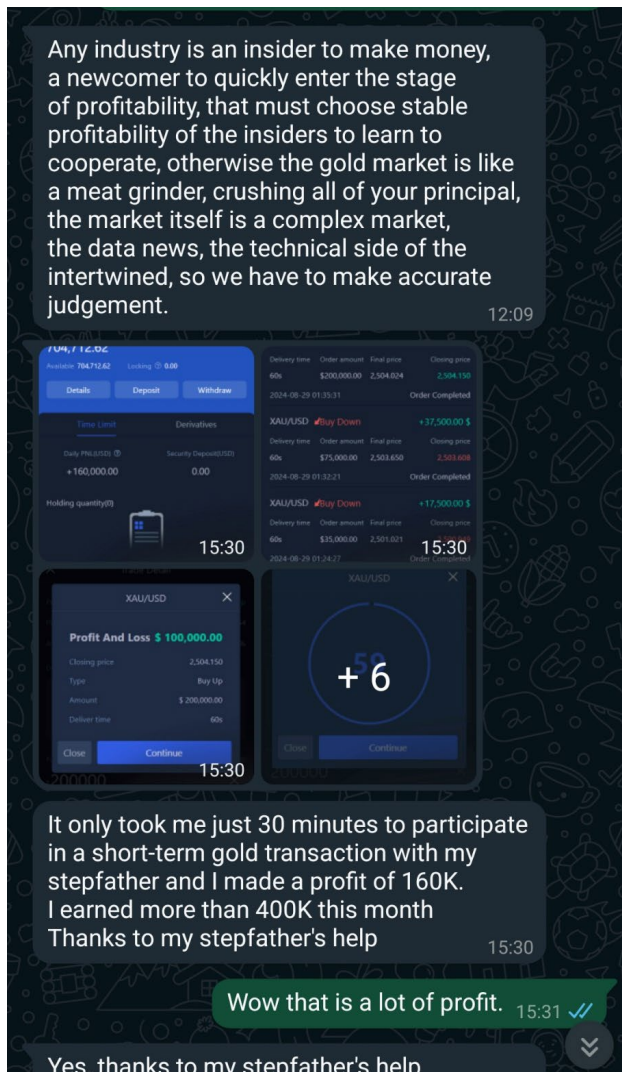 Any industry is an insider to make money,
a newcomer to quickly enter the stage
of profitability, that must choose stable
profitability of the insiders to learn to
cooperate, otherwise the gold market is like
a meat grinder, crushing all of your principal,
the market itself is a complex market,
the data news, the technical side of the
intertwined, so we have to make accurate
judgement.
12:09
704,712.62
Available 704,712.62 Locking 0.00
Details Deposit Withdraw
Time Limit Derivatives
Daily PNL(USD) Security Deposit(USD)
+160,000.00 0.00
Holding quantity(0)
15:30
Delivery time Order amount Final price Closing price
60s $200,000.00 2,504.024 2,504.150
2024-08-29 01:35:31 Order Completed
XAU/USD Buy Down +37,500.00 $
Delivery time Order amount Final price Closing price
60s $75,000.00 2,503.650 2,503.608
2024-08-29 01:32:21 Order Completed
XAU/USD Buy Down +17,500.00 $
Delivery time Order amount Final price Closing price
60s $35,000.00 2,501.021
2024-08-29 01:24:27 Order Completed
15:30
Trade Detail
XAU/USD
Profit And Loss $ 100,000.00
Closing price 2,504.150
Type Buy Up
Amount $ 200,000.00
Deliver time 60s
Close Continue
200000
15:30
XAU/USD
59
+ 6
Close Continue
200000
It only took me just 30 minutes to participate
in a short-term gold transaction with my
stepfather and I made a profit of 160K.
I earned more than 400K this month
Thanks to my stepfather's help
15:30
Wow that is a lot of profit. 15:31
Yes, thanks to my stepfather's help